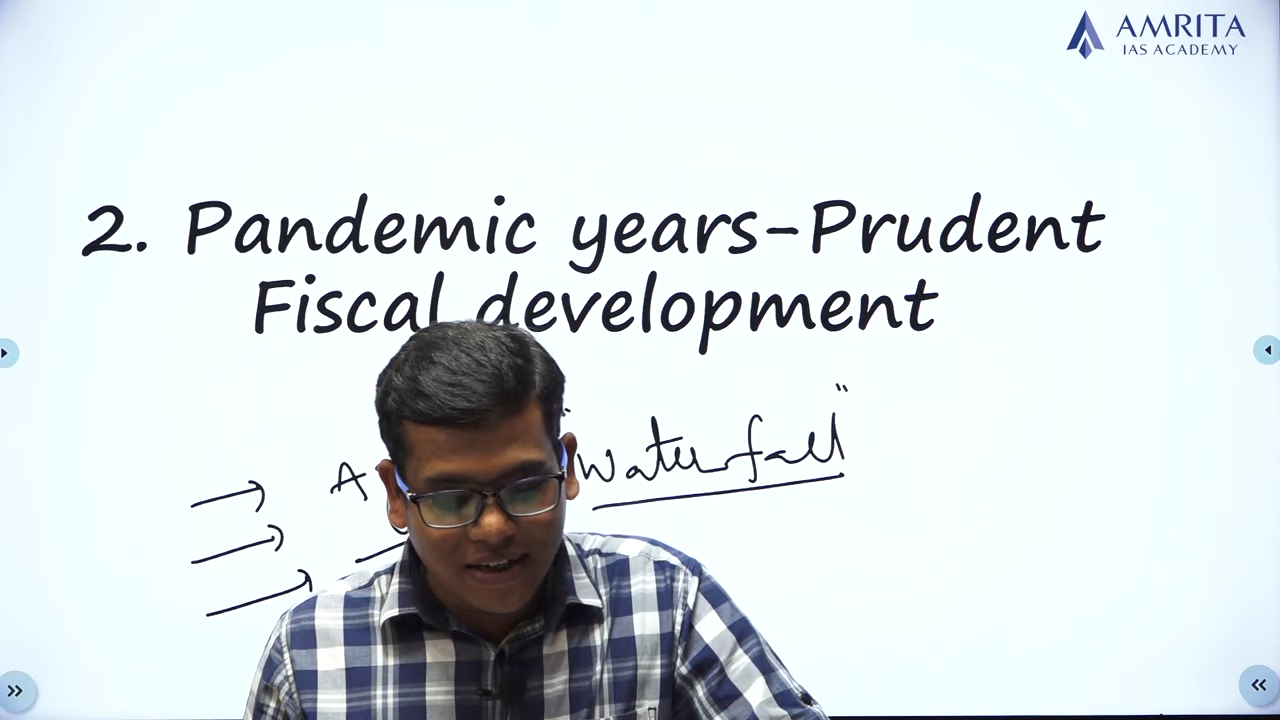 AMRITA
IAS ACADEMY
2. Pandemic years-Prudent
Fiscal development
A
Waterfall"